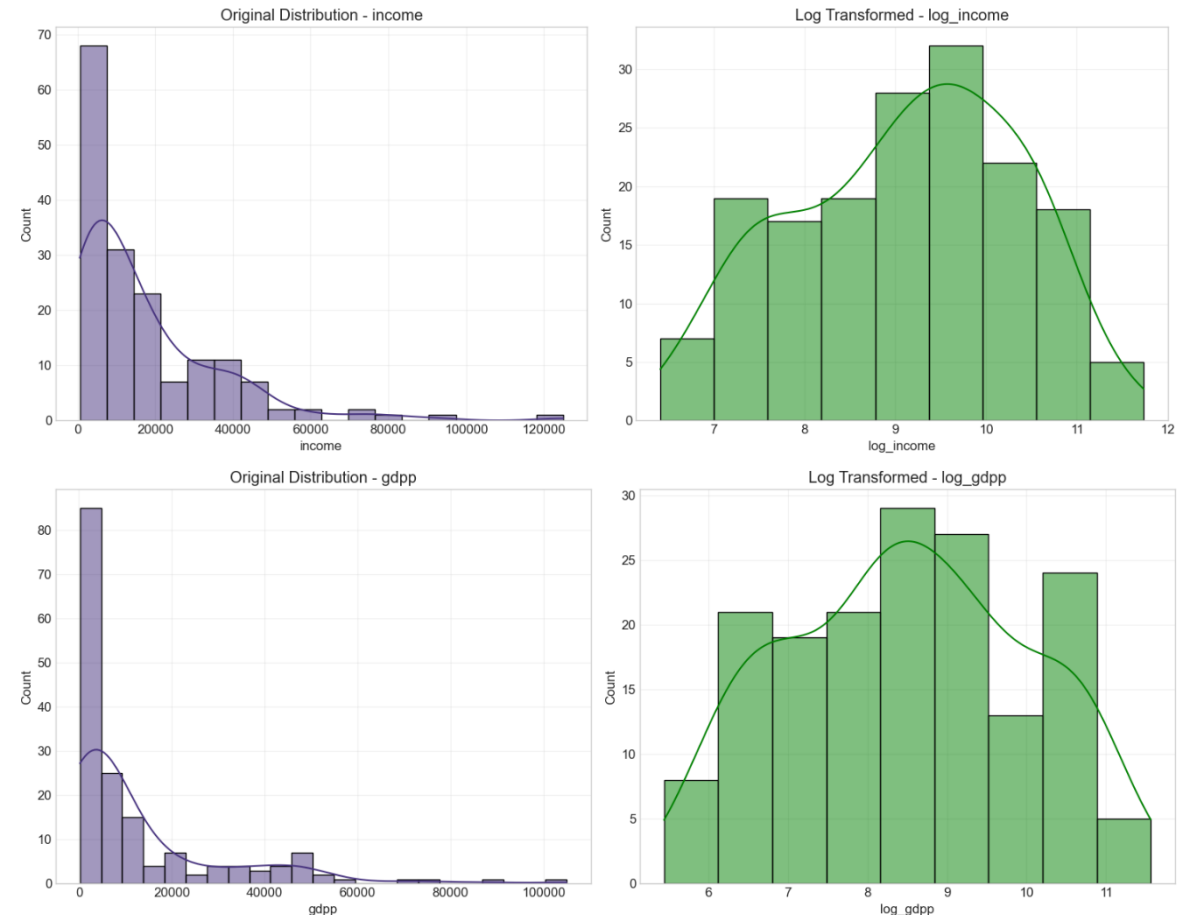 Original Distribution - income
Log Transformed - log_income
70
60
50
40
30
20
10
0
Count
0 20000 40000 60000 80000 100000 120000
income
30
25
20
15
10
5
0
Count
7 8 9 10 11 12
log_income
Original Distribution - gdpp
Log Transformed - log_gdpp
80
70
60
50
40
30
20
10
0
Count
0 20000 40000 60000 80000 100000
gdpp
30
25
20
15
10
5
0
Count
6 7 8 9 10 11
log_gdpp